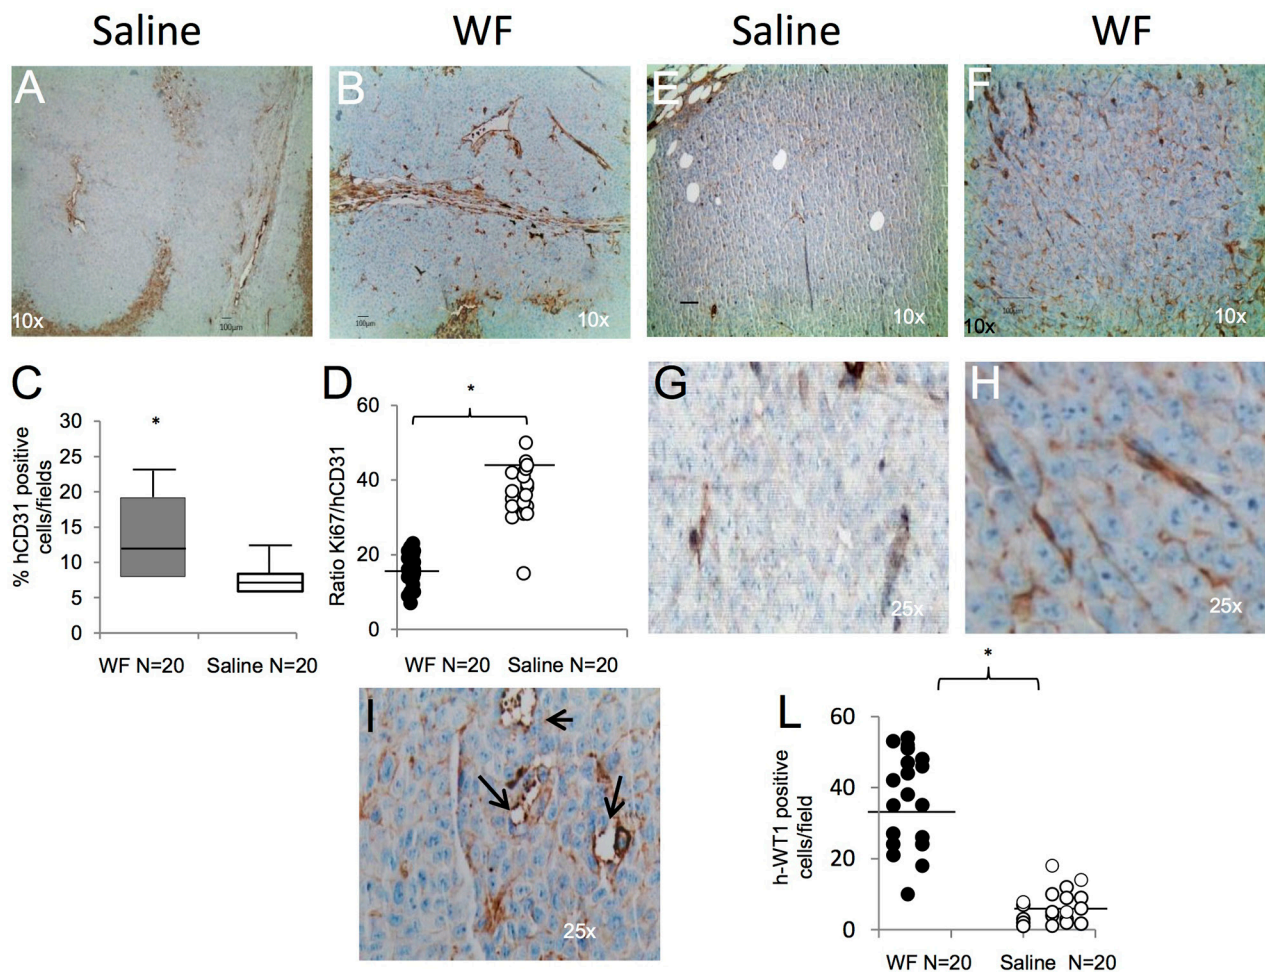 Saline
WF
Saline
WF
A
10x
100µm
B
100µm
10x
E
10x
F
10x
100µm
10x
C
% hCD31 positive
cells/fields
30
25
20
15
10
5
0
*
WF N=20
Saline N=20
D
Ratio Ki67/hCD31
60
40
20
0
*
WF N=20
Saline N=20
G
25x
H
25x
I
25x
L
h-WT1 positive
cells/field
60
40
20
0
*
WF N=20
Saline N=20